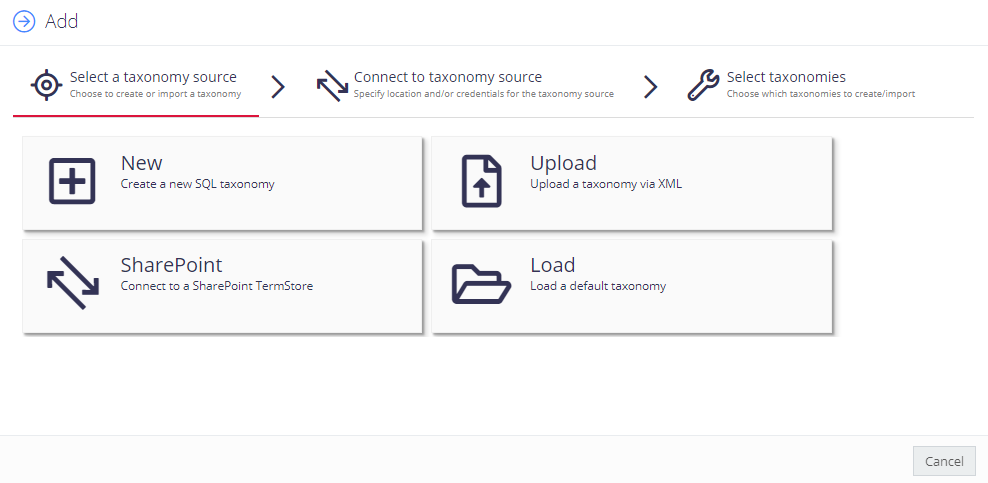 Add
Select a taxonomy source
Choose to create or import a taxonomy
Connect to taxonomy source
Specify location and/or credentials for the taxonomy source
Select taxonomies
Choose which taxonomies to create/import
New
Create a new SQL taxonomy
Upload
Upload a taxonomy via XML
SharePoint
Connect to a SharePoint TermStore
Load
Load a default taxonomy
Cancel